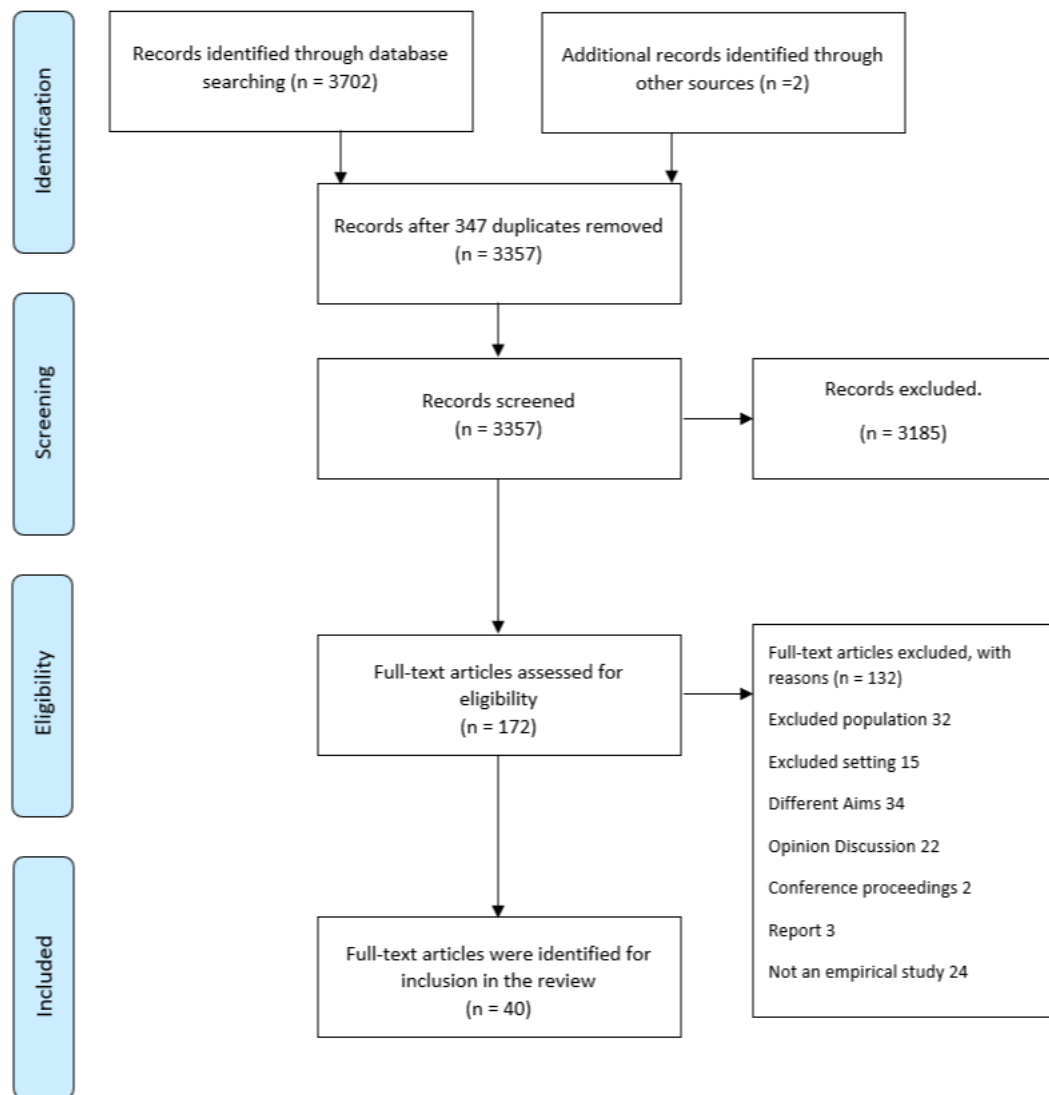 Identification
Records identified through database
searching (n = 3702)
Additional records identified through
other sources (n =2)
Records after 347 duplicates removed
(n = 3357)
Screening
Records screened
(n = 3357)
Records excluded.
(n = 3185)
Eligibility
Full-text articles assessed for
eligibility
(n = 172)
Full-text articles excluded, with
reasons (n = 132)
Excluded population 32
Excluded setting 15
Different Aims 34
Opinion Discussion 22
Conference proceedings 2
Report 3
Not an empirical study 24
Included
Full-text articles were identified for
inclusion in the review
(n = 40)